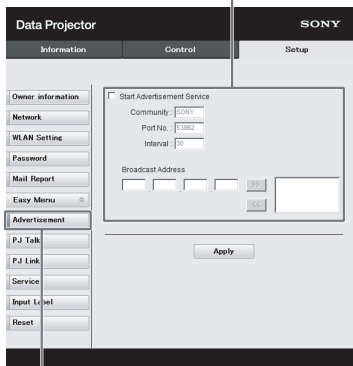 Data Projector
SONY
Information
Control
Setup
Owner information
Network
WLAN Setting
Password
Mail Report
Easy Menu
Advertisement
PJ Talk
PJ Link
Service
Input Label
Reset
Start Advertisement Service
Community : SONY
Port No. : 53862
Interval : 30
Broadcast Address
>>
<<
Apply